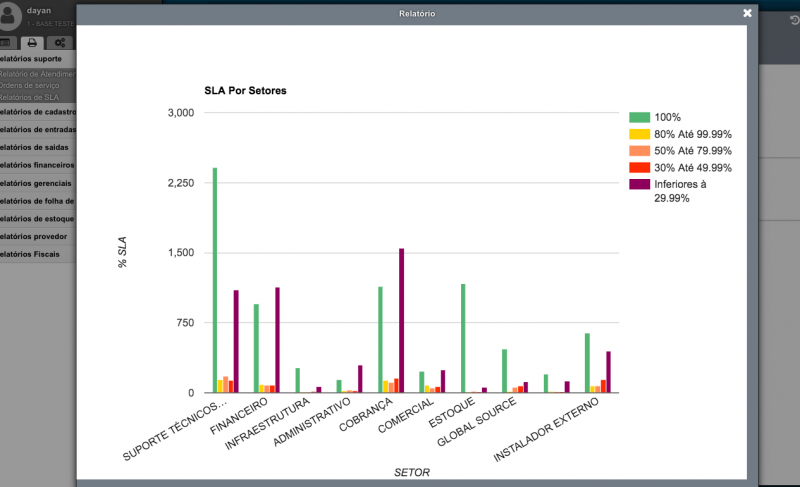 dayan
1 - BASE TESTE
Relatório
elatórios suporte
Relatório de Atendimen
Ordens de serviço
Relatórios de SLA
elatórios de cadastro
elatórios de entradas
elatórios de saidas
elatórios financeiros
elatórios gerenciais
elatórios de folha de
elatórios de estoque
elatórios provedor
elatórios Fiscais
SLA Por Setores
3,000
2,250
1,500
750
0
% SLA
100%
80% Até 99.99%
50% Até 79.99%
30% Até 49.99%
Inferiores à
29.99%
SUPORTE TÉCNICOS…
FINANCEIRO
INFRAESTRUTURA
ADMINISTRATIVO
COBRANÇA
COMERCIAL
ESTOQUE
GLOBAL SOURCE
INSTALADOR EXTERNO
SETOR